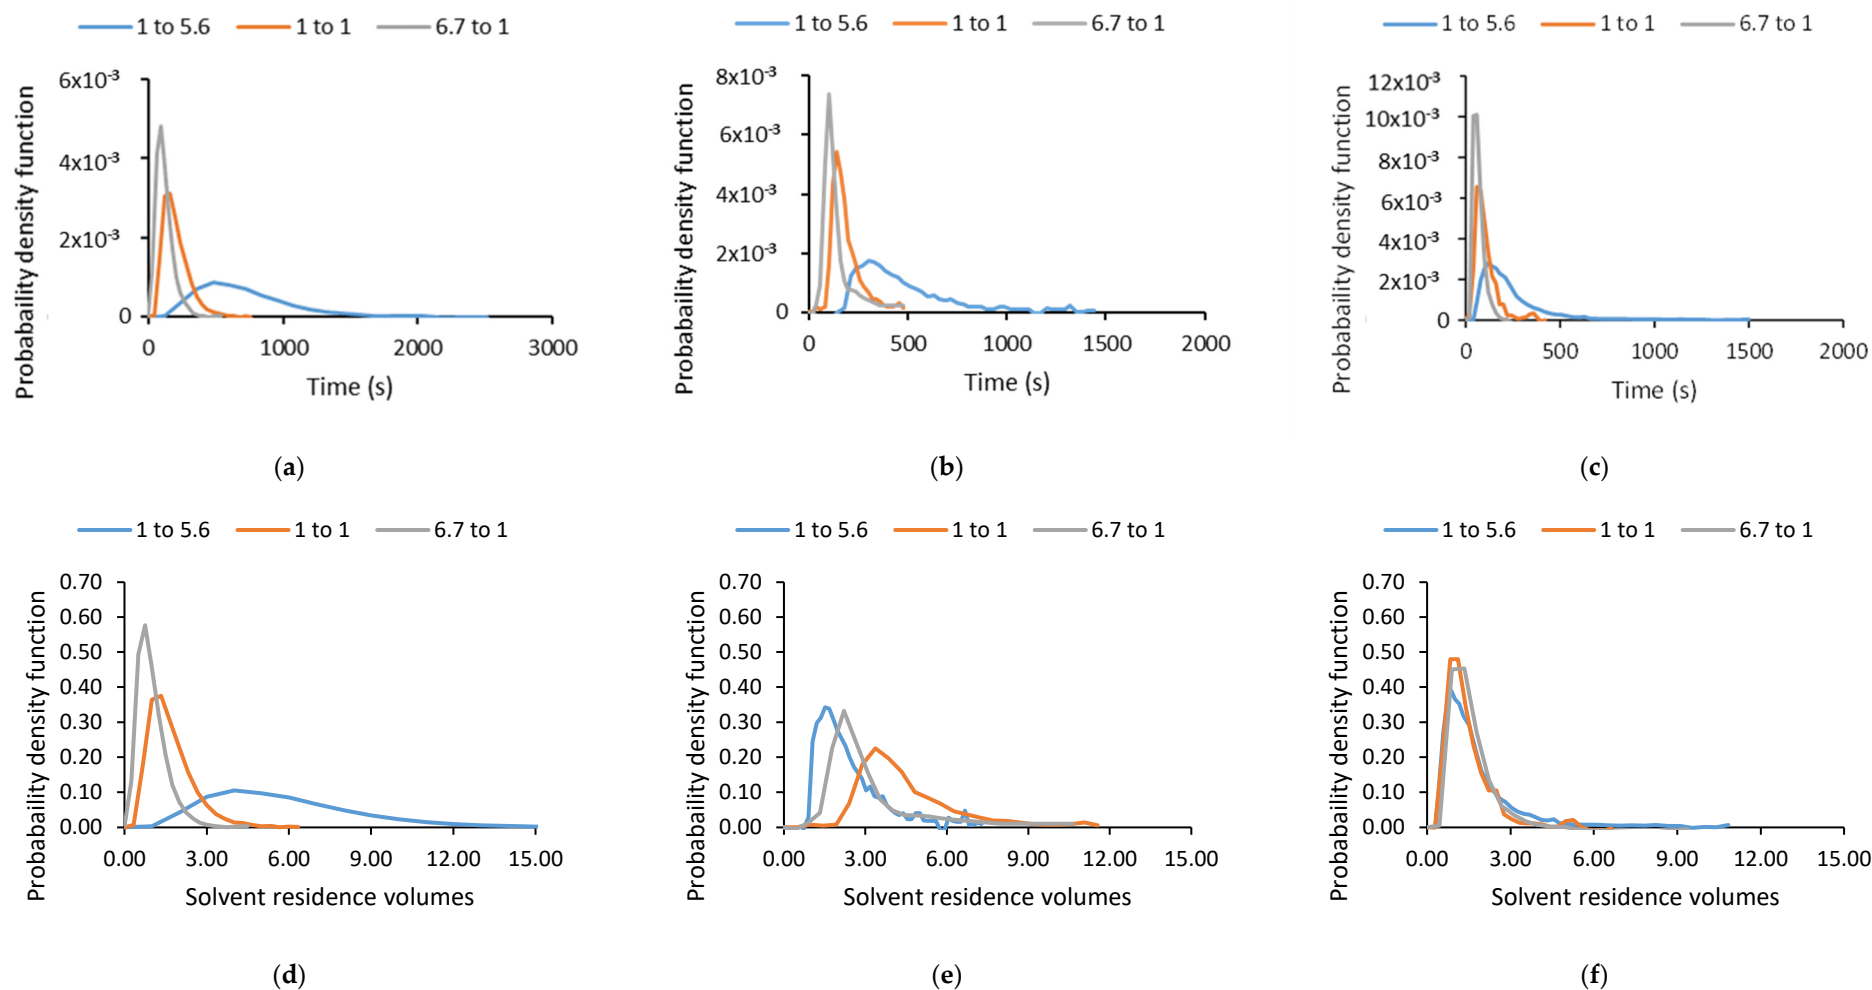 1 to 5.6 1 to 1 6.7 to 1
Probabaility density function
6x10⁻³
4x10⁻³
2x10⁻³
0
0 1000 2000 3000
Time (s)
(a)
1 to 5.6 1 to 1 6.7 to 1
Probabaility density function
8x10⁻³
6x10⁻³
4x10⁻³
2x10⁻³
0
0 500 1000 1500 2000
Time (s)
(b)
1 to 5.6 1 to 1 6.7 to 1
Probabaility density function
12x10⁻³
10x10⁻³
8x10⁻³
6x10⁻³
4x10⁻³
2x10⁻³
0
0 500 1000 1500 2000
Time (s)
(c)
1 to 5.6 1 to 1 6.7 to 1
Probabaility density function
0.70
0.60
0.50
0.40
0.30
0.20
0.10
0.00
0.00 3.00 6.00 9.00 12.00 15.00
Solvent residence volumes
(d)
1 to 5.6 1 to 1 6.7 to 1
Probabaility density function
0.70
0.60
0.50
0.40
0.30
0.20
0.10
0.00
0.00 3.00 6.00 9.00 12.00 15.00
Solvent residence volumes
(e)
1 to 5.6 1 to 1 6.7 to 1
Probabaility density function
0.70
0.60
0.50
0.40
0.30
0.20
0.10
0.00
0.00 3.00 6.00 9.00 12.00 15.00
Solvent residence volumes
(f)